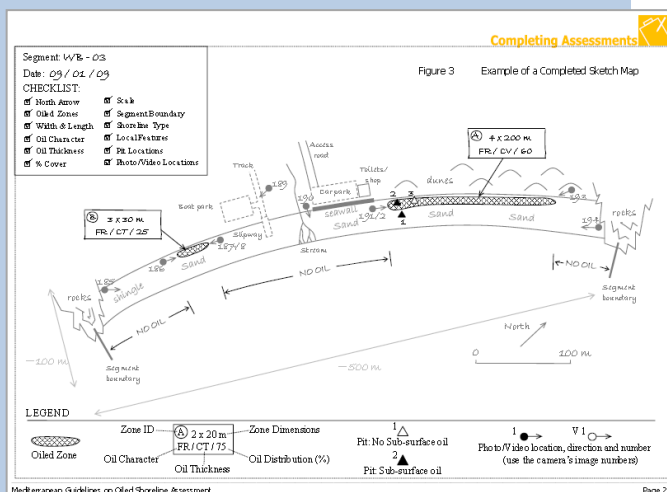 Completing Assessments
Segment: WB - 03
Date: 09/01/09
CHECKLIST:
North Arrow
Scale
Oiled Zones
Segment Boundary
Width & Length
Shoreline Type
Oil Character
Local Features
Oil Thickness
Pit Locations
% Cover
Photo/Video Locations
Figure 3 Example of a Completed Sketch Map
A 4 x 200 m
FR / CV / 60
Access road
Track
Toilets/ shop
dunes
189
190
Car park
2 3
193
Boat park
seawall
191/2
1
Sand
Sand
Sand
194
rocks
B 3 x 30 m
FR / CT / 25
Slipway
187/8
Stream
186
Sand
NO OIL
NO OIL
185
shingle
rocks
NO OIL
Segment boundary
Segment boundary
North
~100 m
~500 m
0 100 m
LEGEND
Oiled Zone
Zone ID
A 2 x 20 m
FR / CT / 75
Zone Dimensions
Oil Character
Oil Thickness
Oil Distribution (%)
1
Pit: No Sub-surface oil
2
Pit: Sub-surface oil
1 V 1
Photo/Video location, direction and number
(use the camera's image numbers)
Mediterranean Guidelines on Oiled Shoreline Assessment